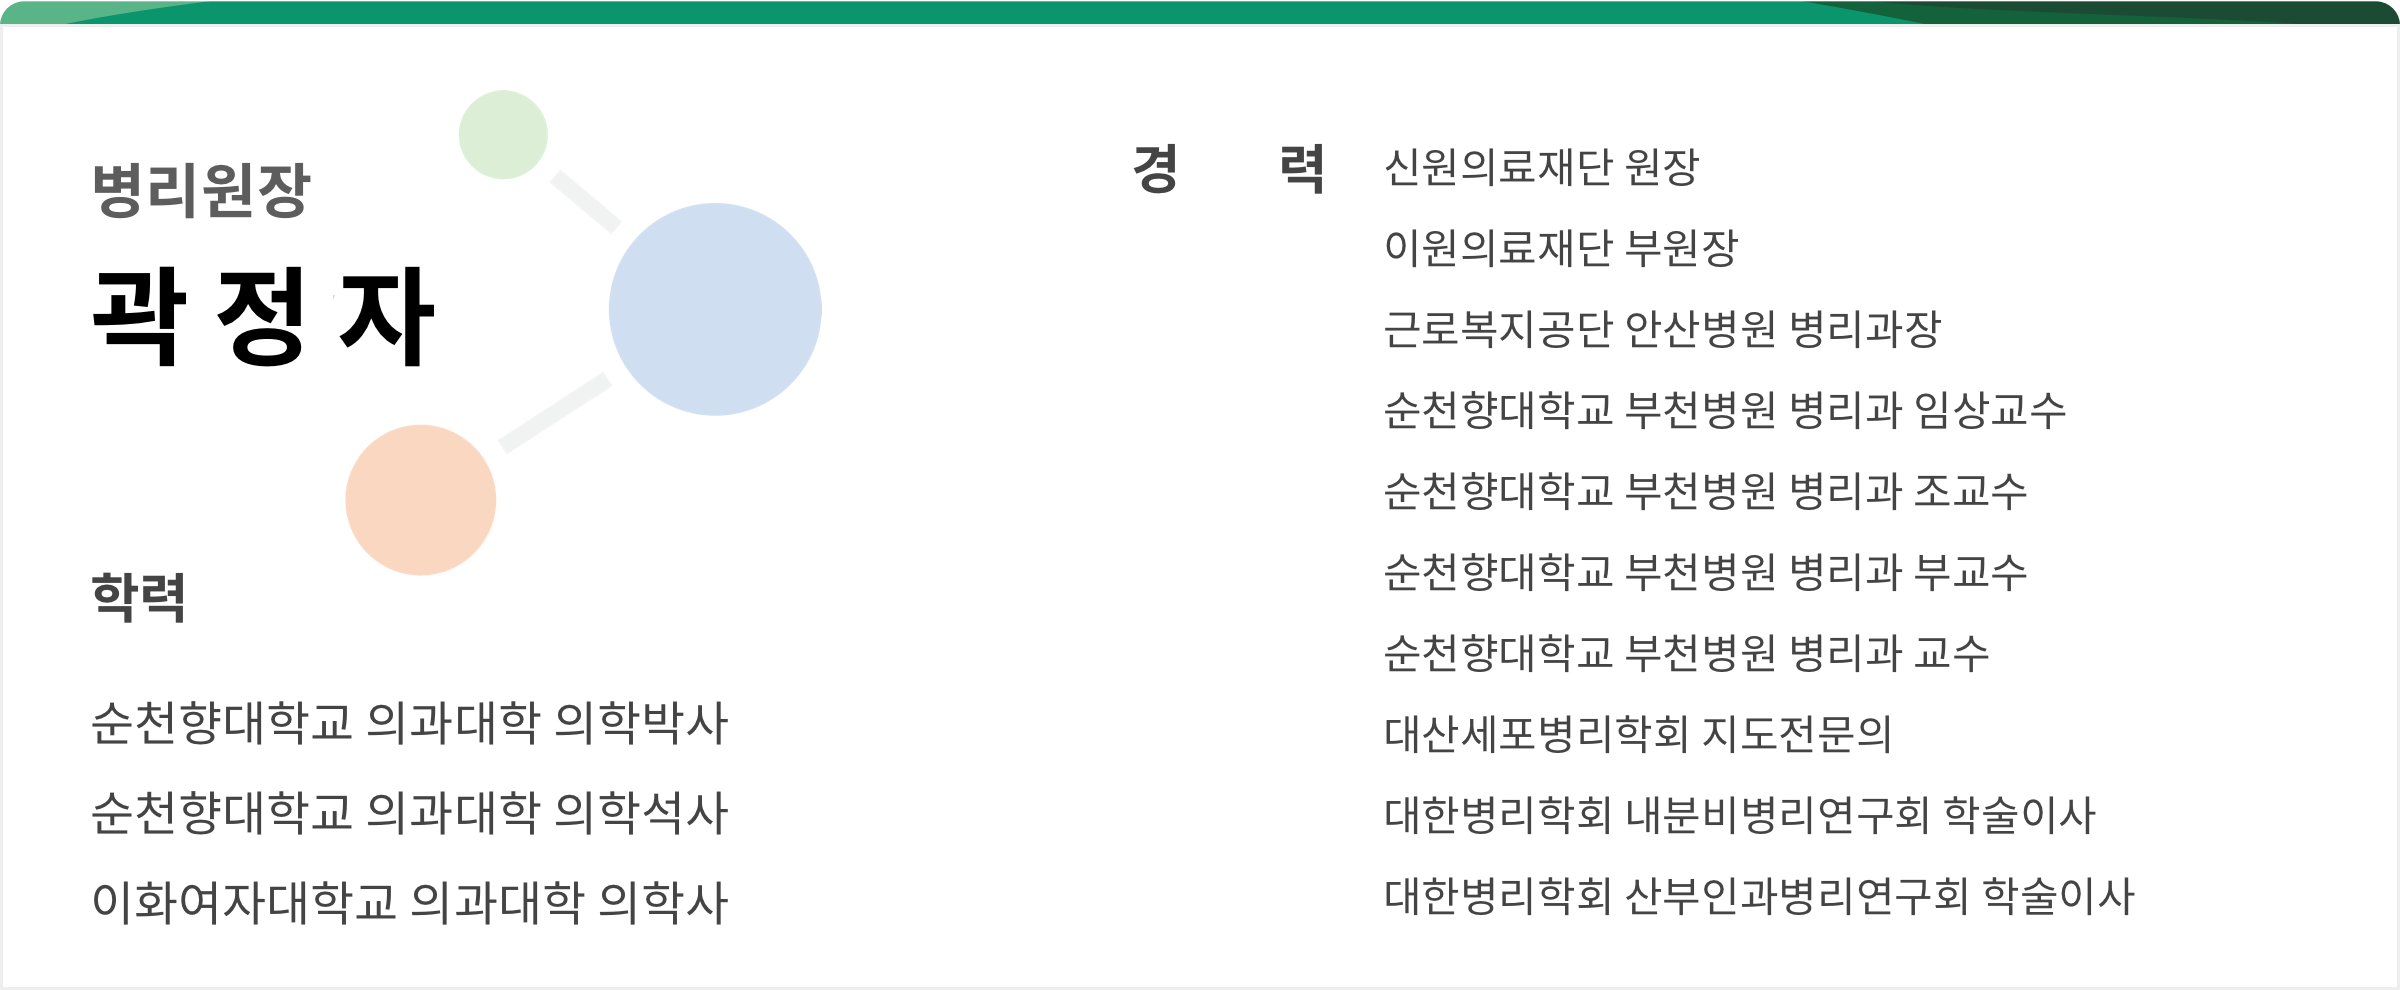 병리원장
곽 정 자
학력
순천향대학교 의과대학 의학박사
순천향대학교 의과대학 의학석사
이화여자대학교 의과대학 의학사
경 력
신원의료재단 원장
이원의료재단 부원장
근로복지공단 안산병원 병리과장
순천향대학교 부천병원 병리과 임상교수
순천향대학교 부천병원 병리과 조교수
순천향대학교 부천병원 병리과 부교수
순천향대학교 부천병원 병리과 교수
대산세포병리학회 지도전문의
대한병리학회 내분비병리연구회 학술이사
대한병리학회 산부인과병리연구회 학술이사